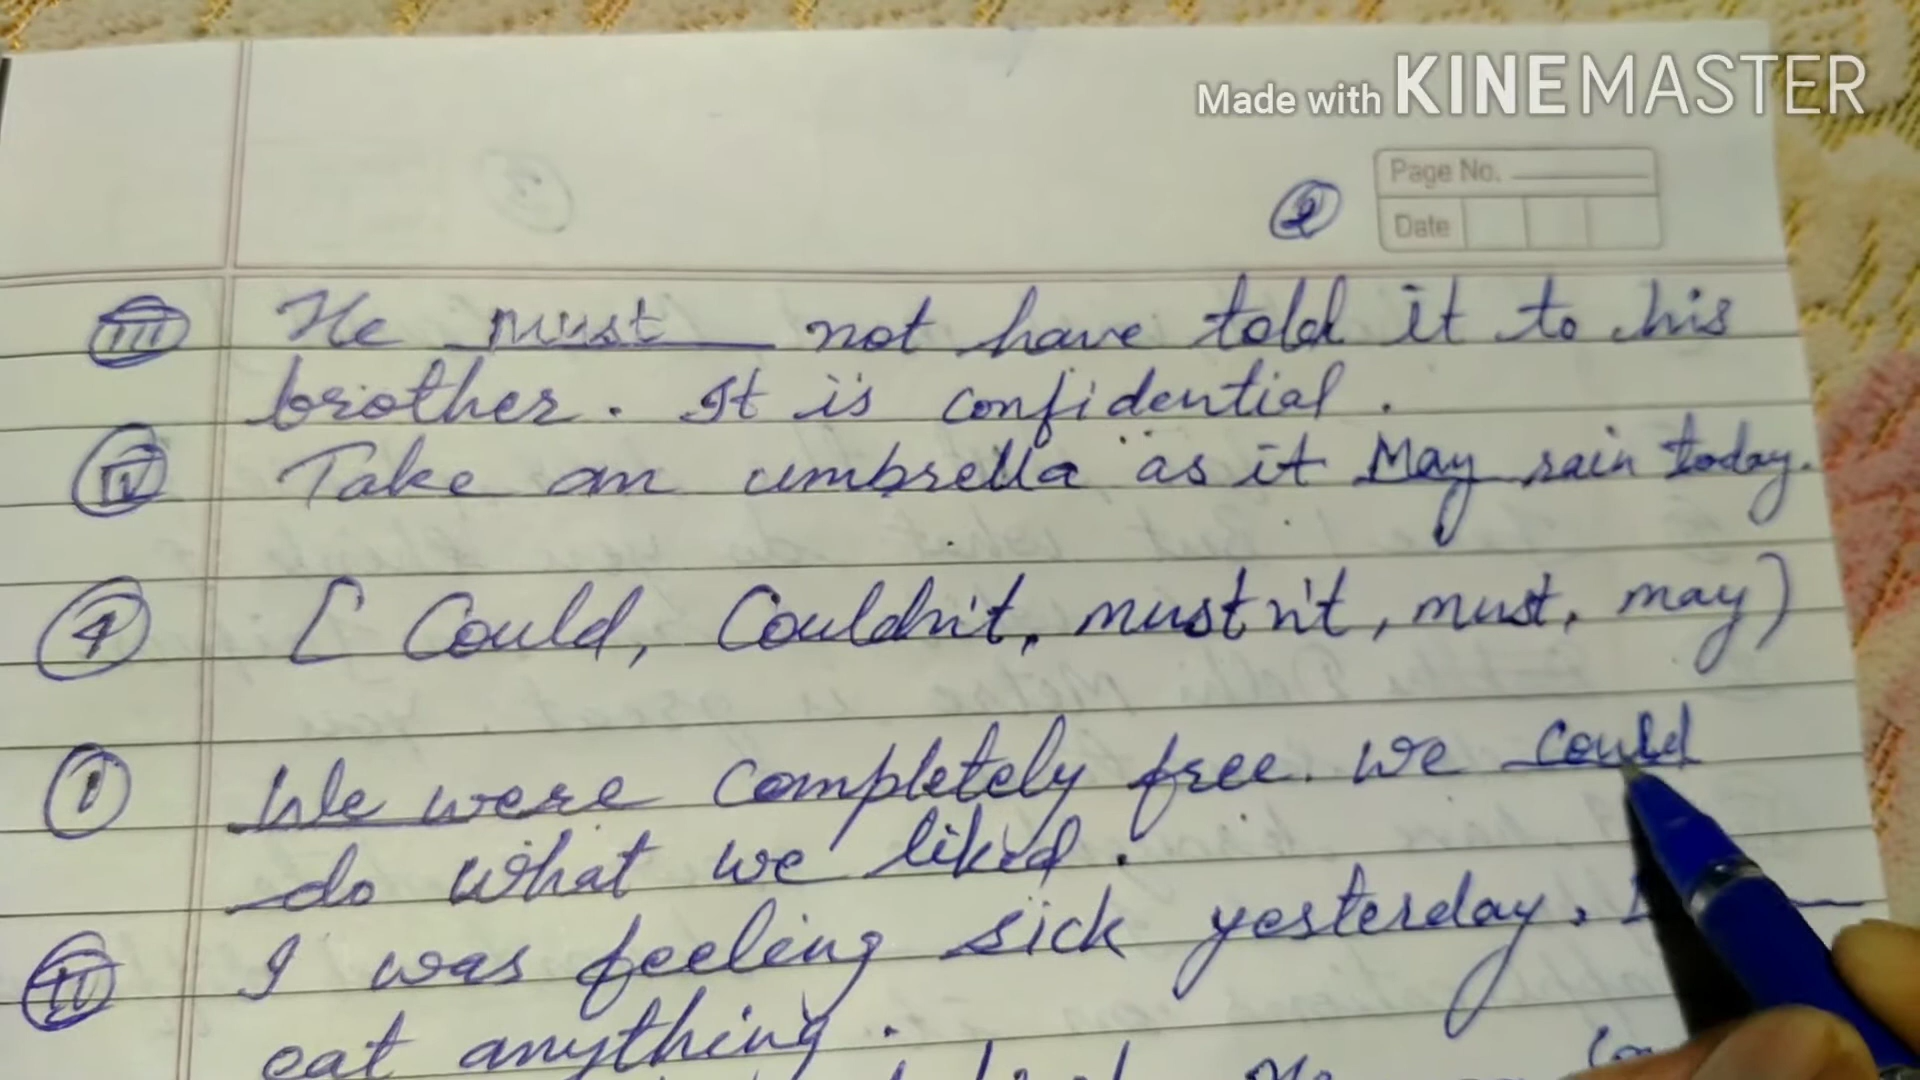 Made with KINEMASTER
Page No.
2
Date
III He must not have told it to his
brother. It is confidential.
IV Take an umbrella as it May rain today.
4 [ Could, Couldn't, mustn't, must, may)
I We were completely free. we could
do what we liked.
II I was feeling sick yesterday. I
eat anything.